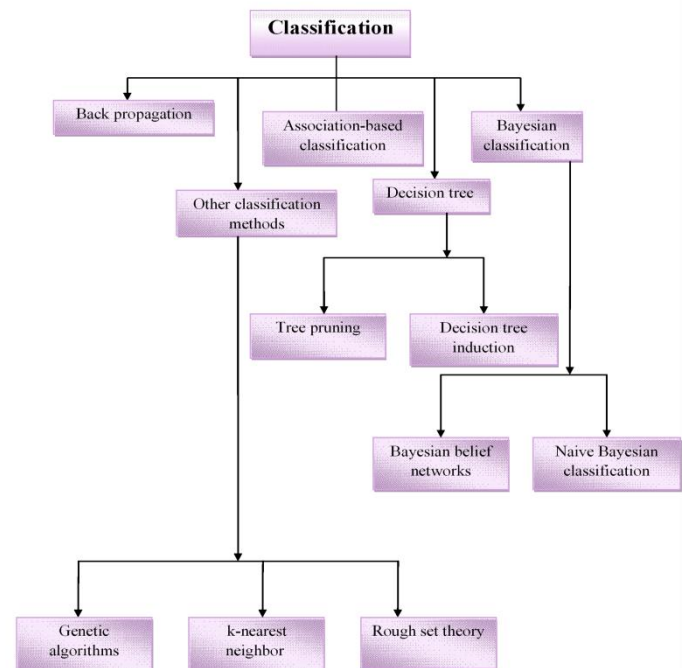 Classification
Back propagation
Association-based
classification
Bayesian
classification
Other classification
methods
Decision tree
Tree pruning
Decision tree
induction
Bayesian belief
networks
Naive Bayesian
classification
Genetic
algorithms
k-nearest
neighbor
Rough set theory